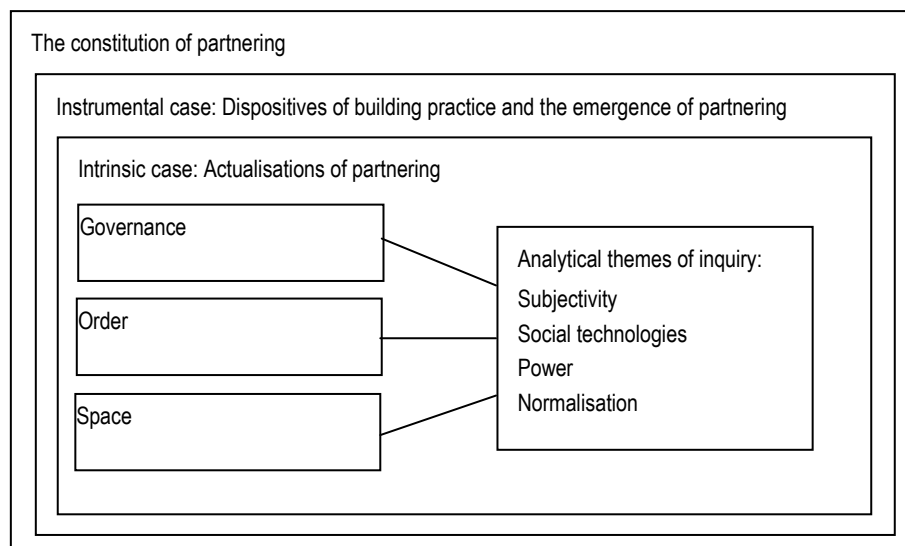 The constitution of partnering
Instrumental case: Dispositives of building practice and the emergence of partnering
Intrinsic case: Actualisations of partnering
Governance
Order
Space
Analytical themes of inquiry:
Subjectivity
Social technologies
Power
Normalisation